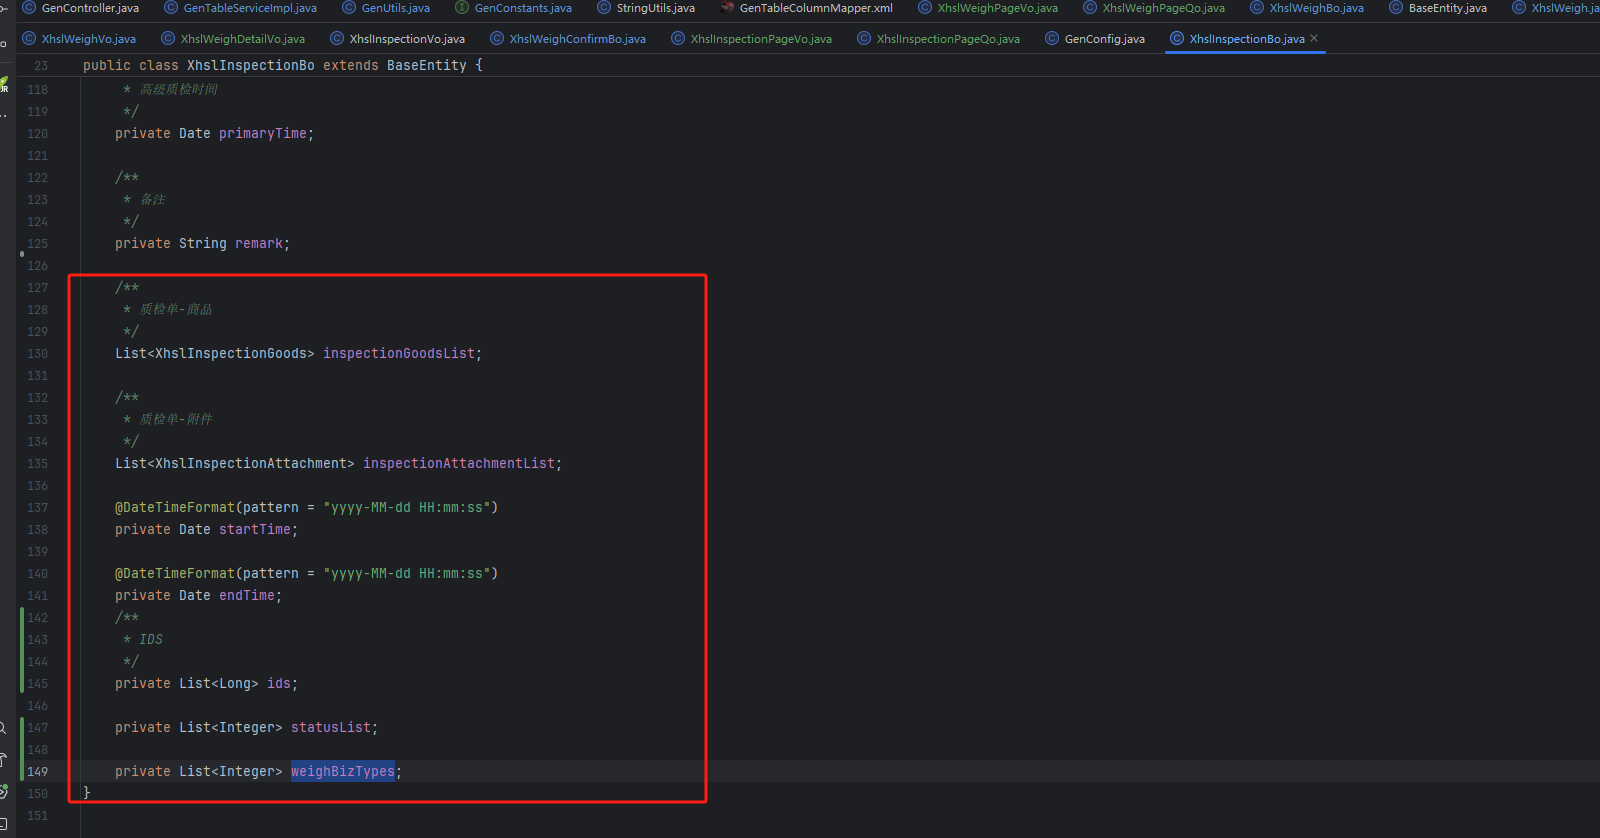 GenController.java GenTableServiceImpl.java GenUtils.java GenConstants.java StringUtils.java GenTableColumnMapper.xml XhslWeighPageVo.java XhslWeighPageQo.java XhslWeighBo.java BaseEntity.java XhslWeigh.ja
XhslWeighVo.java XhslWeighDetailVo.java XhslInspectionVo.java XhslWeighConfirmBo.java XhslInspectionPageVo.java XhslInspectionPageQo.java GenConfig.java XhslInspectionBo.java
23 public class XhslInspectionBo extends BaseEntity {
118 * 高级质检时间
119 */
120 private Date primaryTime;
121
122 /**
123 * 备注
124 */
125 private String remark;
126
127 /**
128 * 质检单-商品
129 */
130 List<XhslInspectionGoods> inspectionGoodsList;
131
132 /**
133 * 质检单-附件
134 */
135 List<XhslInspectionAttachment> inspectionAttachmentList;
136
137 @DateTimeFormat(pattern = "yyyy-MM-dd HH:mm:ss")
138 private Date startTime;
139
140 @DateTimeFormat(pattern = "yyyy-MM-dd HH:mm:ss")
141 private Date endTime;
142 /**
143 * IDS
144 */
145 private List<Long> ids;
146
147 private List<Integer> statusList;
148
149 private List<Integer> weighBizTypes;
150 }
151